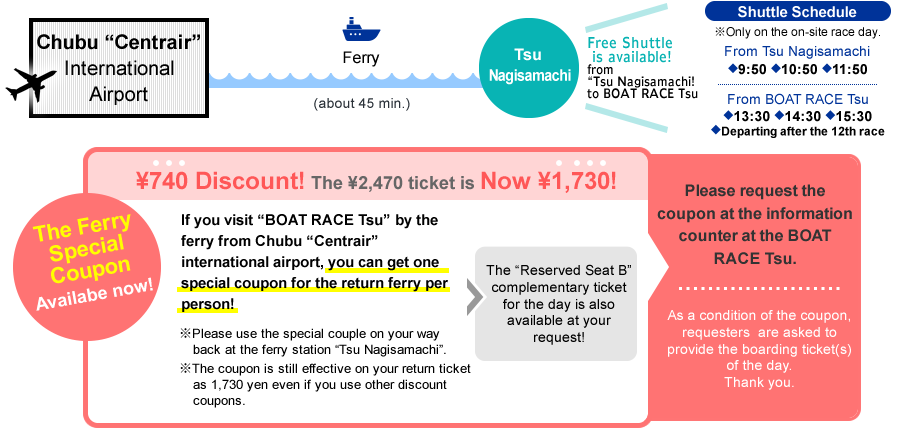 Chubu “Centrair”
International
Airport
Ferry
(about 45 min.)
Tsu
Nagisamachi
Free Shuttle
is available!
from
“Tsu Nagisamachi!
to BOAT RACE Tsu
Shuttle Schedule
※Only on the on-site race day.
From Tsu Nagisamachi
◆9:50 ◆10:50 ◆11:50
From BOAT RACE Tsu
◆13:30 ◆14:30 ◆15:30
◆Departing after the 12th race
¥740 Discount! The ¥2,470 ticket is Now ¥1,730!
The Ferry
Special
Coupon
Availabe now!
If you visit “BOAT RACE Tsu” by the
ferry from Chubu “Centrair”
international airport, you can get one
special coupon for the return ferry per
person!
※Please use the special couple on your way
back at the ferry station “Tsu Nagisamachi”.
※The coupon is still effective on your return ticket
as 1,730 yen even if you use other discount
coupons.
The “Reserved Seat B”
complementary ticket
for the day is also
available at your
request!
Please request the
coupon at the information
counter at the BOAT
RACE Tsu.
As a condition of the coupon,
requesters are asked to
provide the boarding ticket(s)
of the day.
Thank you.